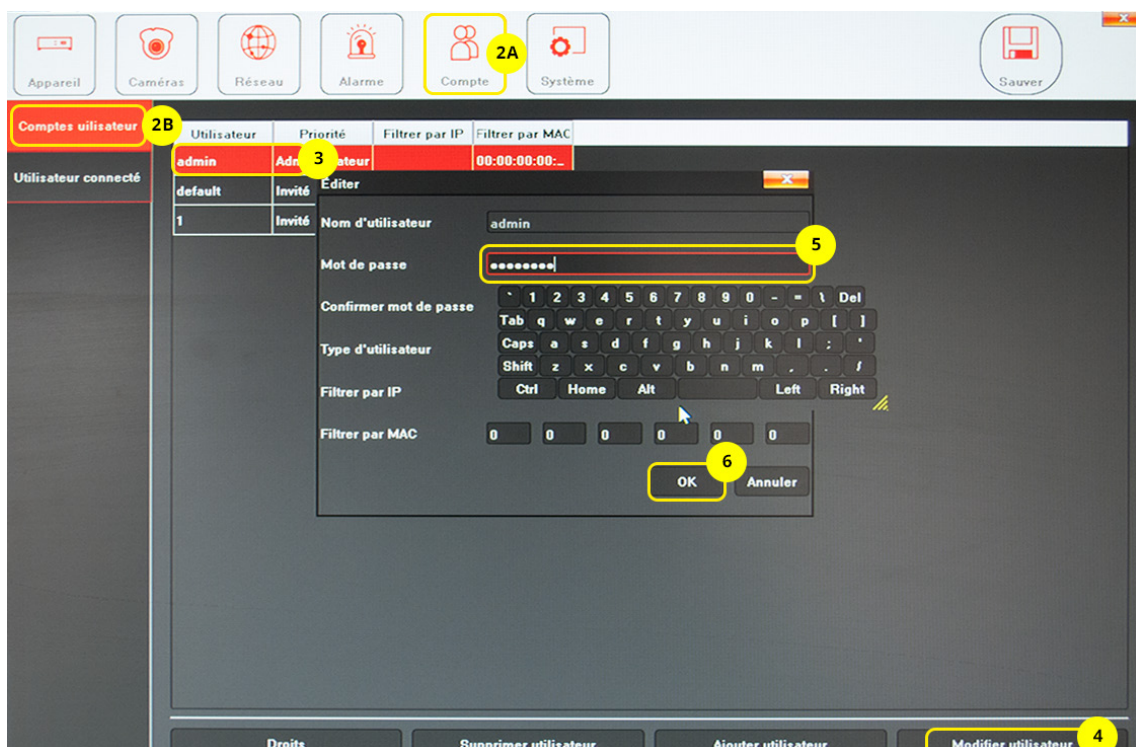 Appareil Caméras Réseau Alarme Compte 2A Système Sauver
Comptes uilisateur 2B
Utilisateur Priorité Filtrer par IP Filtrer par MAC
admin 3 00:00:00:00:_
Utilisateur connecté
default Invité
1 Invité
Éditer
Nom d'utilisateur admin
5
Mot de passe
Confirmer mot de passe
Type d'utilisateur
Filtrer par IP
` 1 2 3 4 5 6 7 8 9 0 - = \ Del
Tab q w e r t y u i o p [ ]
Caps a s d f g h j k l ; '
Shift z x c v b n m , . /
Ctrl Home Alt Left Right
Filtrer par MAC 0 0 0 0 0 0
6
OK Annuler
Droits Supprimer utilisateur Ajouter utilisateur Modifier utilisateur 4